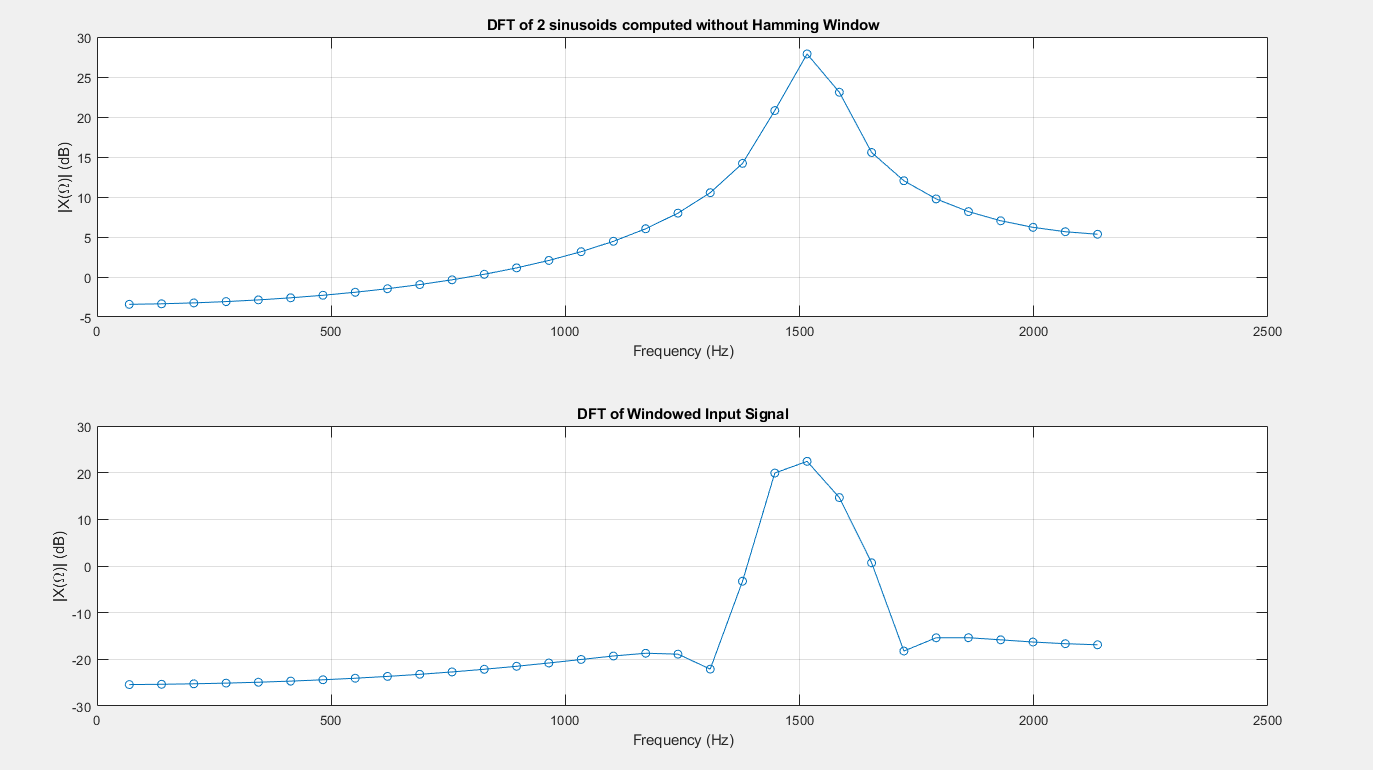 DFT of 2 sinusoids computed without Hamming Window
30
25
20
15
10
5
0
-5
|X(Ω)| (dB)
0 500 1000 1500 2000 2500
Frequency (Hz)
DFT of Windowed Input Signal
30
20
10
0
-10
-20
-30
|X(Ω)| (dB)
0 500 1000 1500 2000 2500
Frequency (Hz)